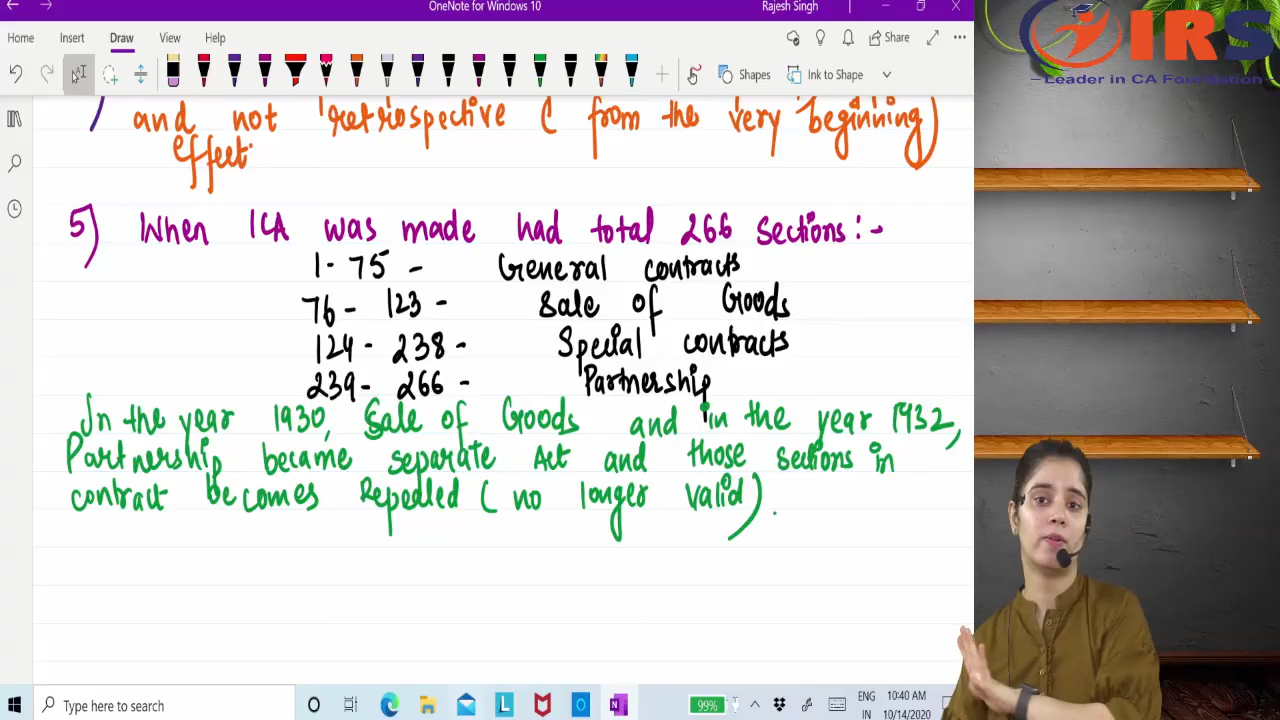 OneNote for Windows 10
Rajesh Singh
Home Insert Draw View Help
Share
Shapes
Ink to Shape
IRS
Leader in CA Foundation
and not retrospective ( from the very beginning)
effect
5) When ICA was made had total 266 sections:-
1 - 75 - General contracts
76 - 123 - Sale of Goods
124 - 238 - Special contracts
239 - 266 - Partnership
In the year 1930, Sale of Goods and in the year 1932,
Partnership became separate Act and those sections in
contract becomes Repealed ( no longer valid).
Type here to search
99%
ENG
IN
10:40 AM
10/14/2020